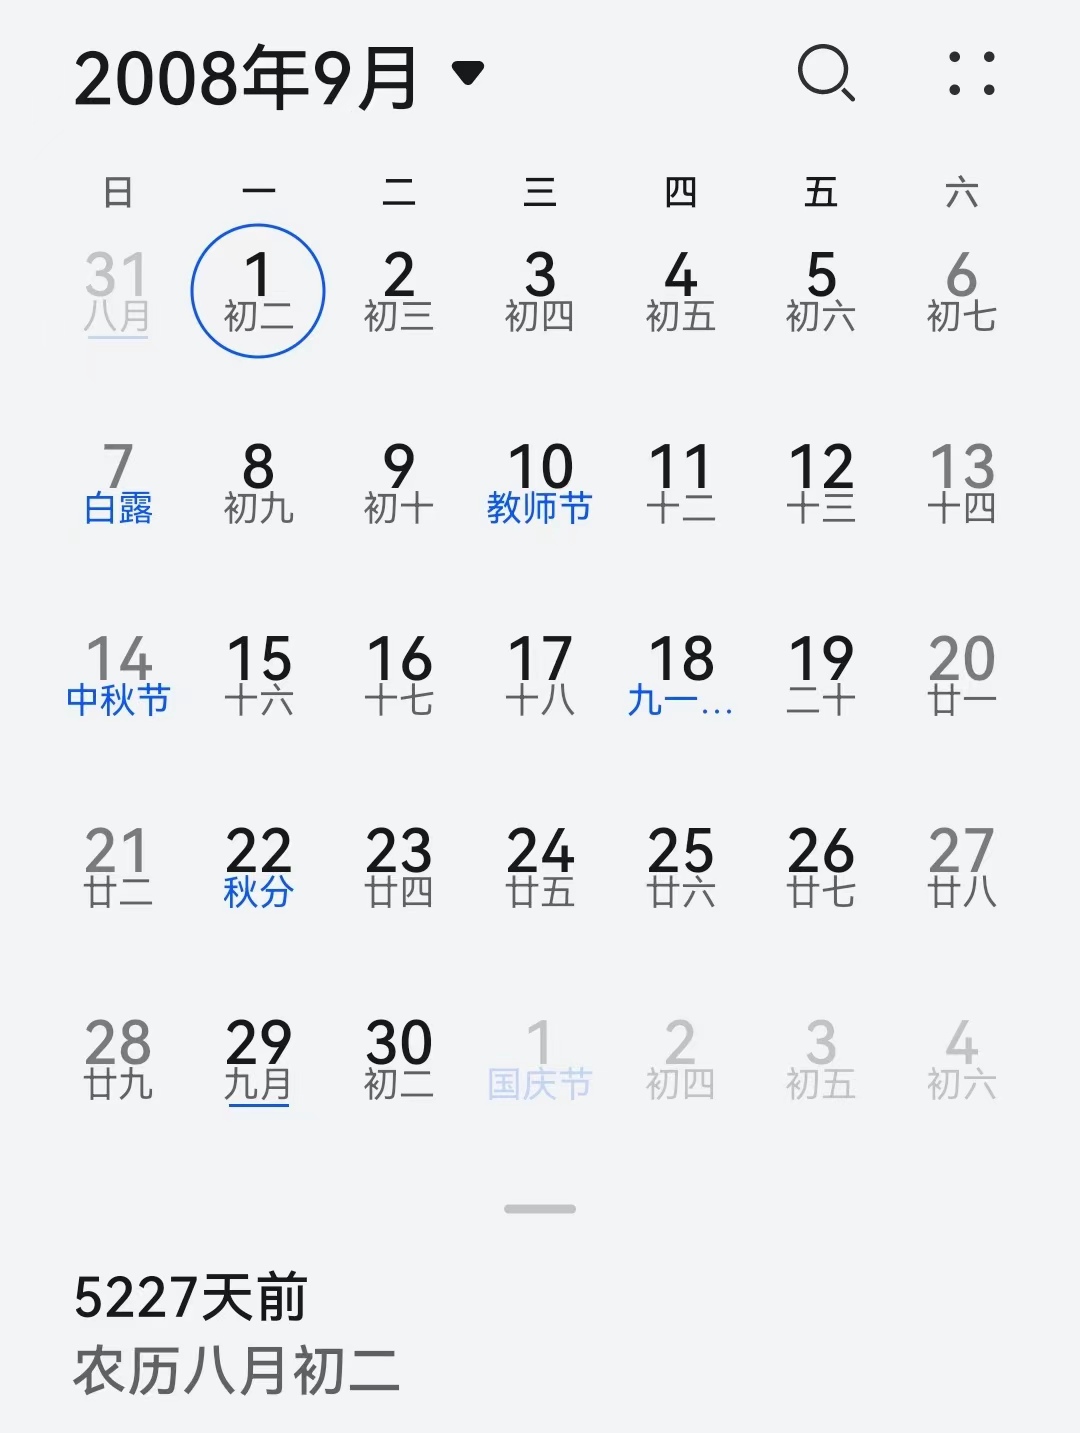 2008年9月
日 一 二 三 四 五 六
31 1 2 3 4 5 6
八月 初二 初三 初四 初五 初六 初七
7 8 9 10 11 12 13
白露 初九 初十 教师节 十二 十三 十四
14 15 16 17 18 19 20
中秋节 十六 十七 十八 九一... 二十 廿一
21 22 23 24 25 26 27
廿二 秋分 廿四 廿五 廿六 廿七 廿八
28 29 30 1 2 3 4
廿九 九月 初二 国庆节 初四 初五 初六
5227天前
农历八月初二